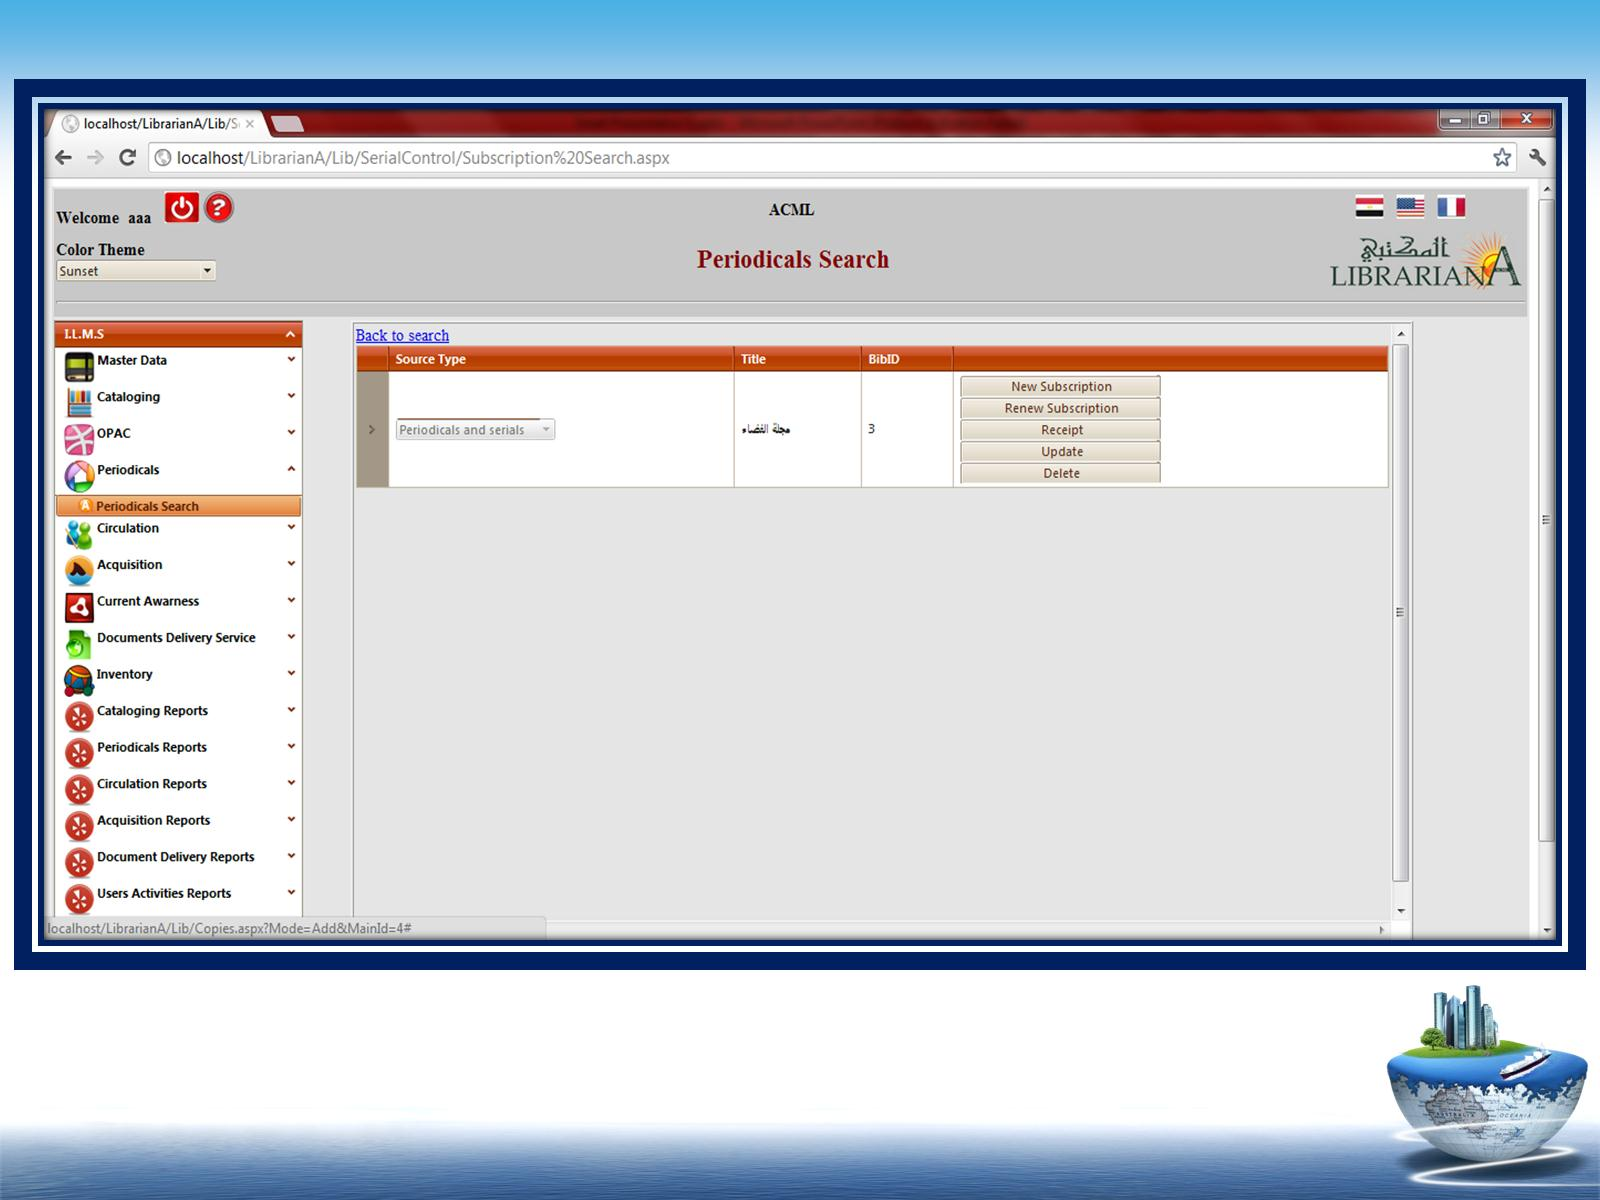 localhost/LibrarianA/Lib/S
localhost/LibrarianA/Lib/SerialControl/Subscription%20Search.aspx
Welcome aaa
ACML
Color Theme
Sunset
Periodicals Search
المكتبي
LIBRARIANA
I.L.M.S
Master Data
Cataloging
OPAC
Periodicals
Periodicals Search
Circulation
Acquisition
Current Awarness
Documents Delivery Service
Inventory
Cataloging Reports
Periodicals Reports
Circulation Reports
Acquisition Reports
Document Delivery Reports
Users Activities Reports
Back to search
Source Type Title BibID
Periodicals and serials مجلة القضاء 3
New Subscription
Renew Subscription
Receipt
Update
Delete
localhost/LibrarianA/Lib/Copies.aspx?Mode=Add&MainId=4#
AUSTRALIA
OCEANIA